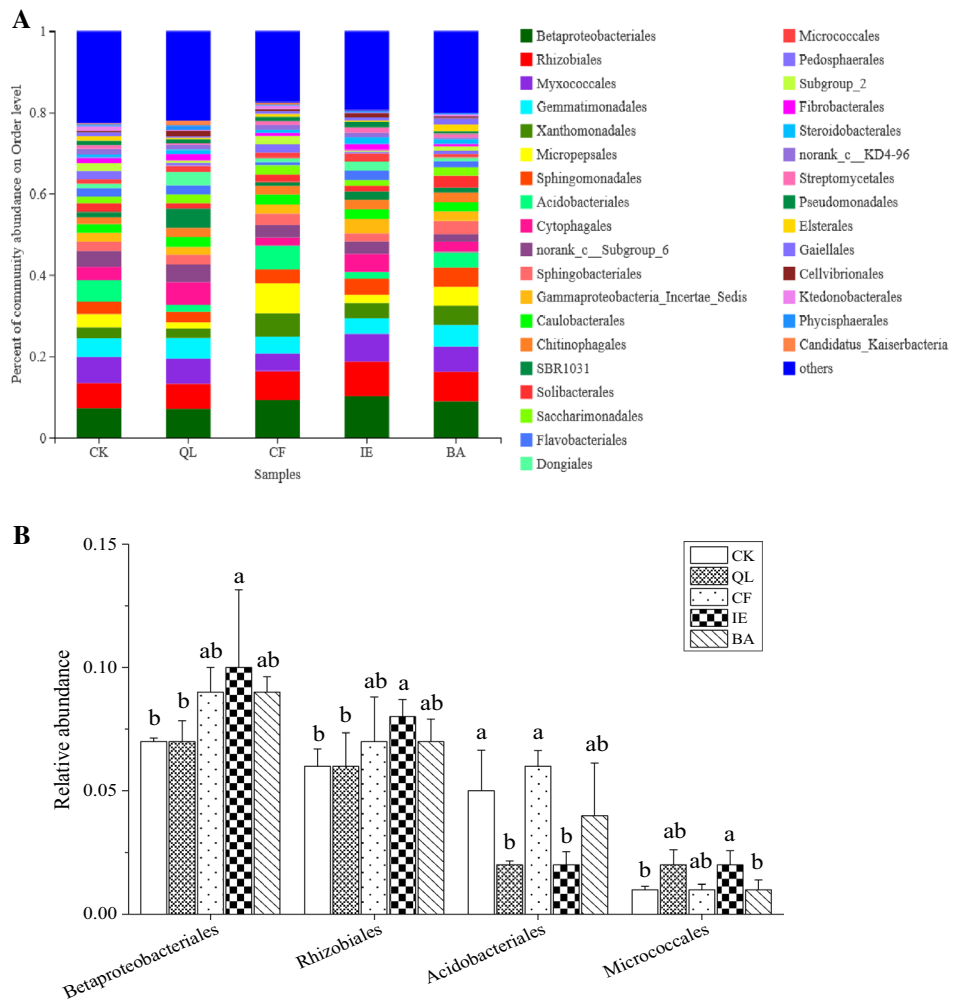 A
Percent of community abundance on Order level
1
0.8
0.6
0.4
0.2
0
CK QL CF IE BA
Samples
Betaproteobacteriales
Rhizobiales
Myxococcales
Gemmatimonadales
Xanthomonadales
Micropepsales
Sphingomonadales
Acidobacteriales
Cytophagales
norank_c__Subgroup_6
Sphingobacteriales
Gammaproteobacteria_Incertae_Sedis
Caulobacterales
Chitinophagales
SBR1031
Solibacterales
Saccharimonadales
Flavobacteriales
Dongiales
Micrococcales
Pedosphaerales
Subgroup_2
Fibrobacterales
Steroidobacterales
norank_c__KD4-96
Streptomycetales
Pseudomonadales
Elsterales
Gaiellales
Cellvibrionales
Ktedonobacterales
Phycisphaerales
Candidatus_Kaiserbacteria
others
B
Relative abundance
0.15
0.10
0.05
0.00
b b ab a ab
b b ab a ab
a b a b ab
b ab ab a b
CK
QL
CF
IE
BA
Betaproteobacteriales
Rhizobiales
Acidobacteriales
Micrococcales